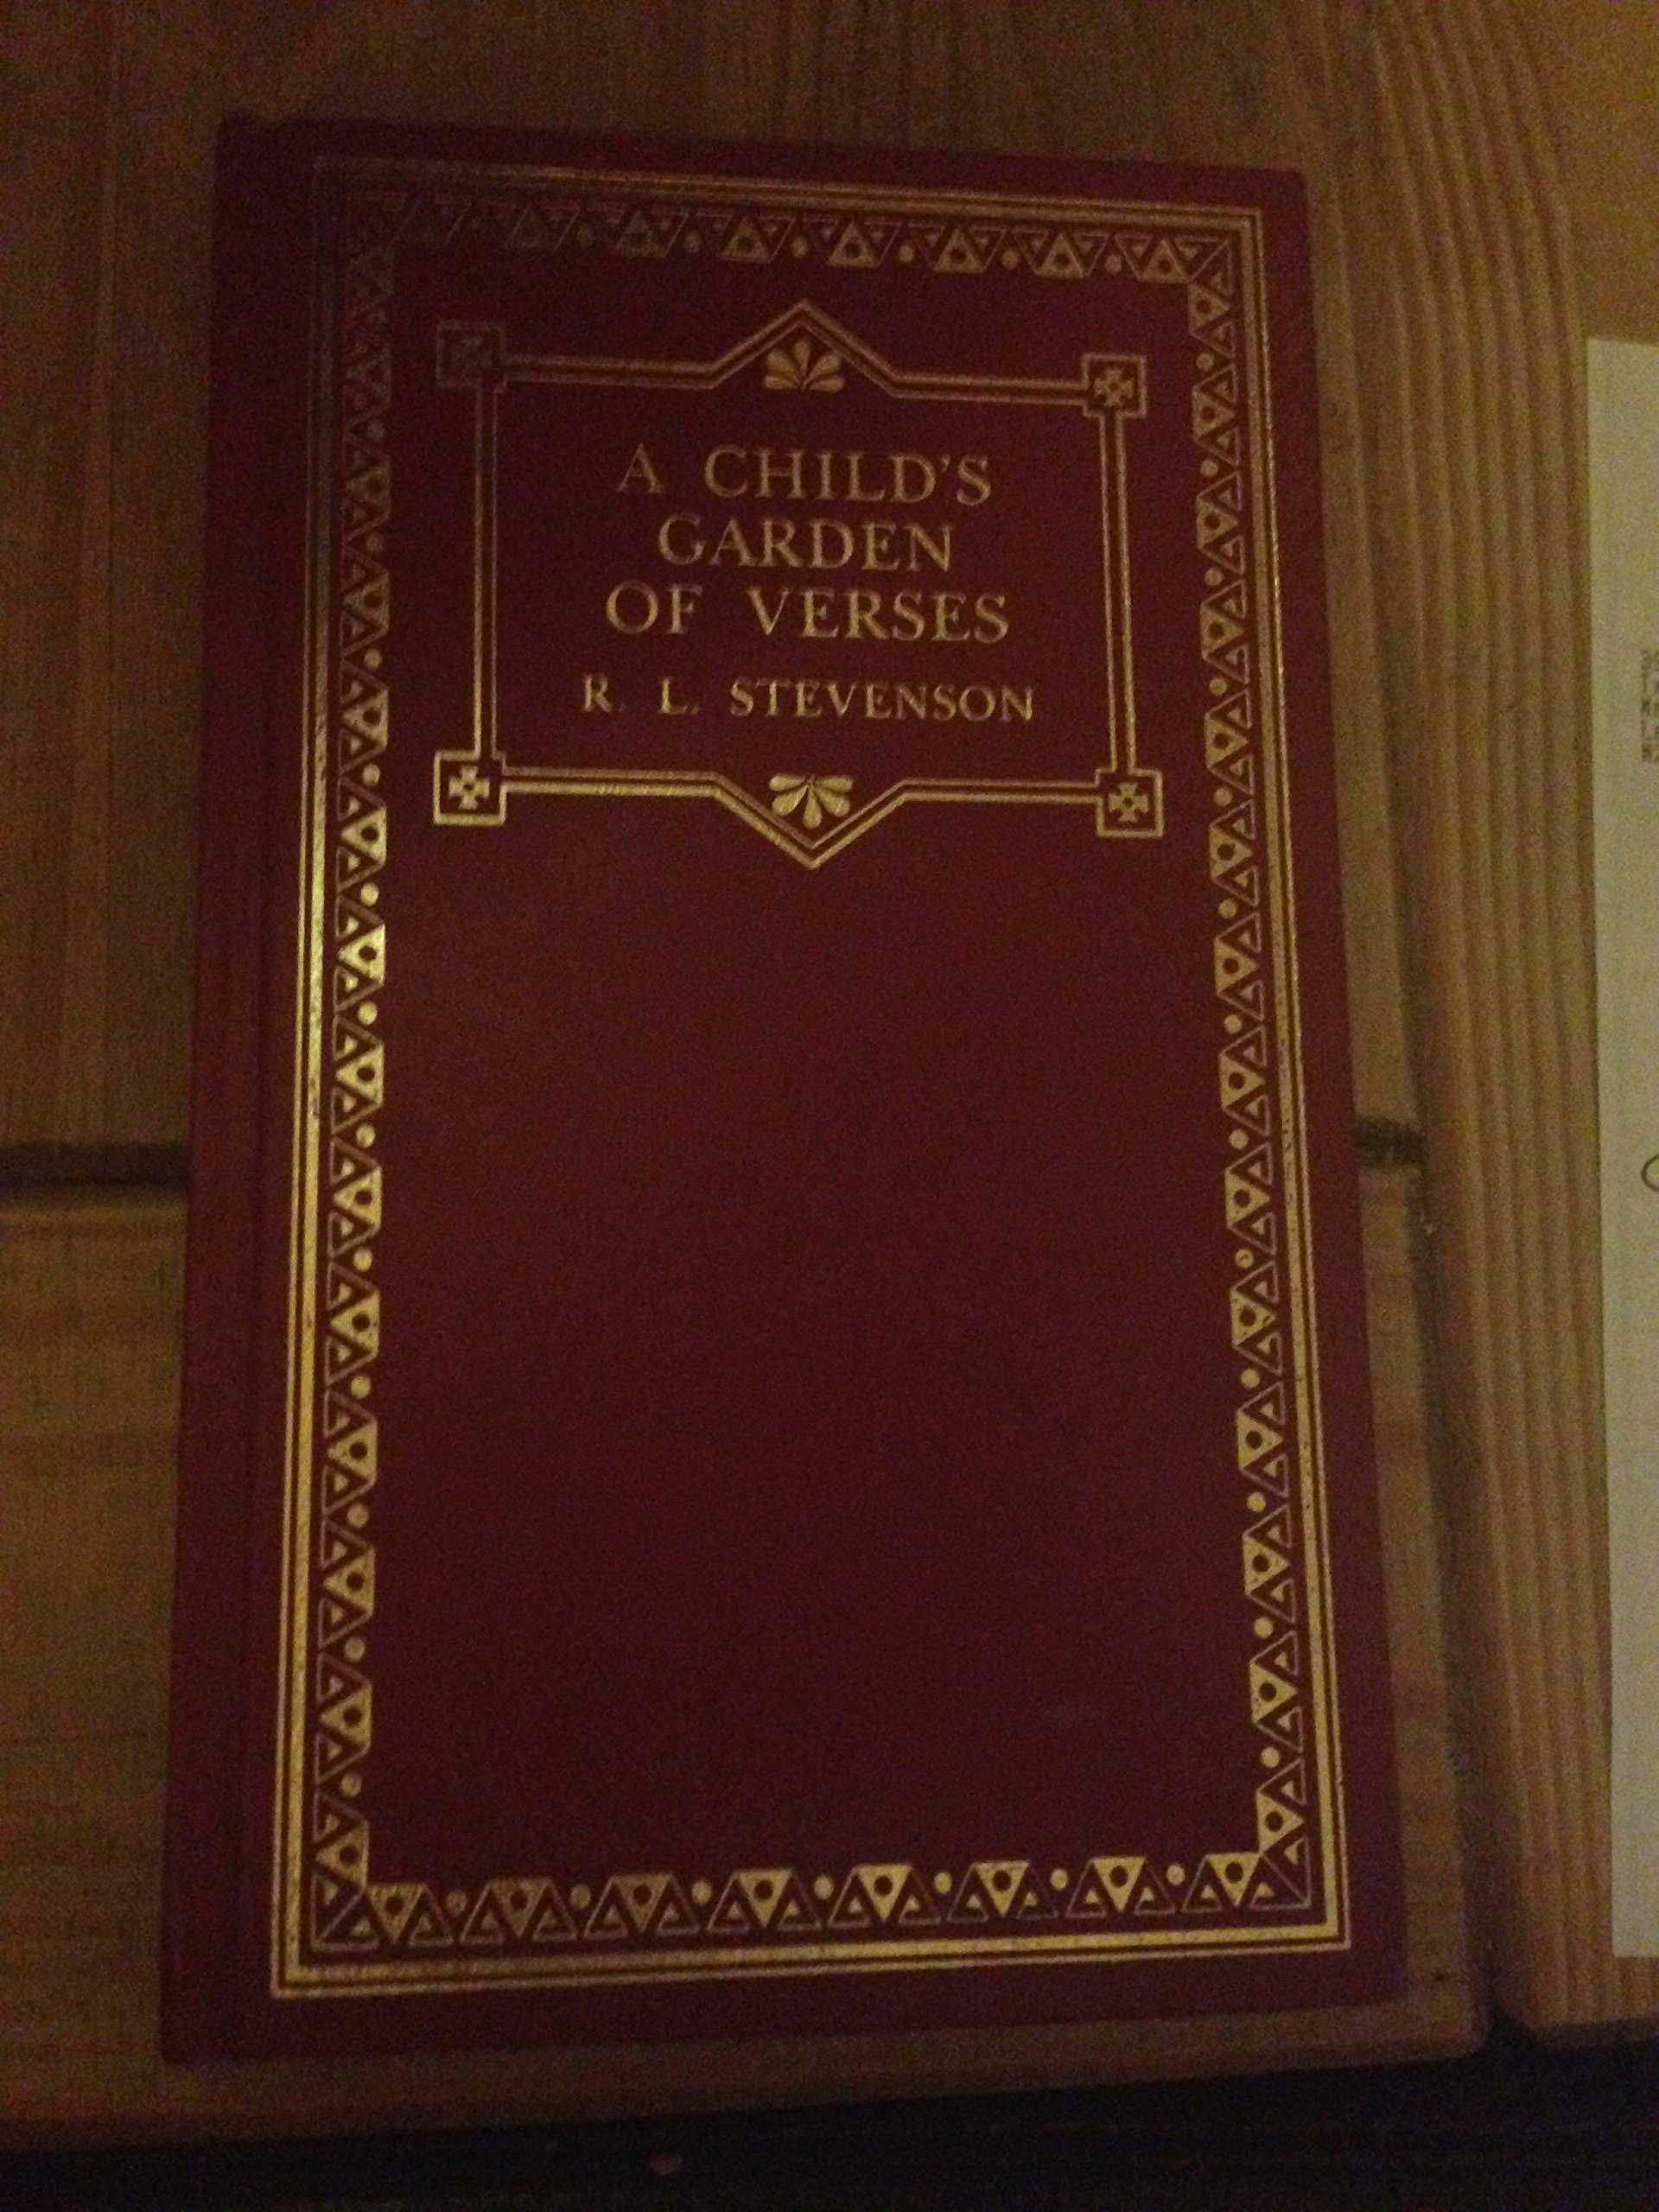 A CHILD'S
GARDEN
OF VERSES
R. L. STEVENSON